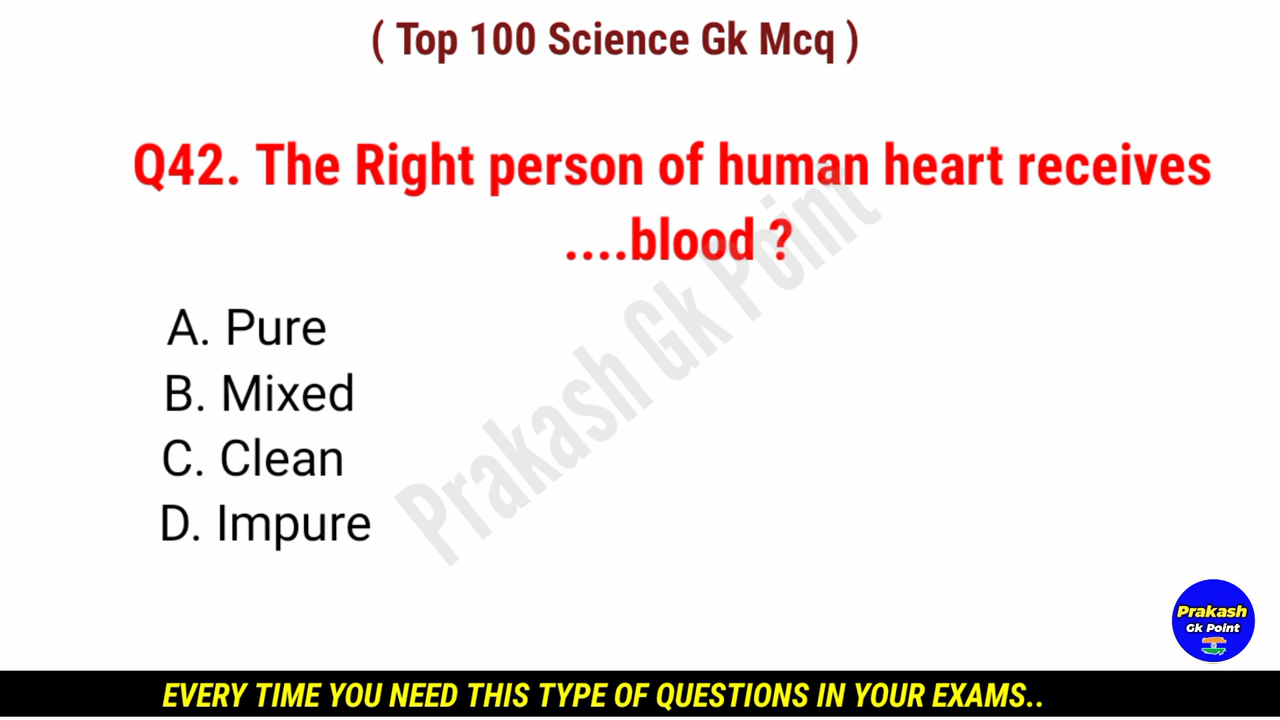 ( Top 100 Science Gk Mcq )
Q42. The Right person of human heart receives
....blood ?
A. Pure
B. Mixed
C. Clean
D. Impure
Prakash Gk Point
Prakash
Gk Point
EVERY TIME YOU NEED THIS TYPE OF QUESTIONS IN YOUR EXAMS..